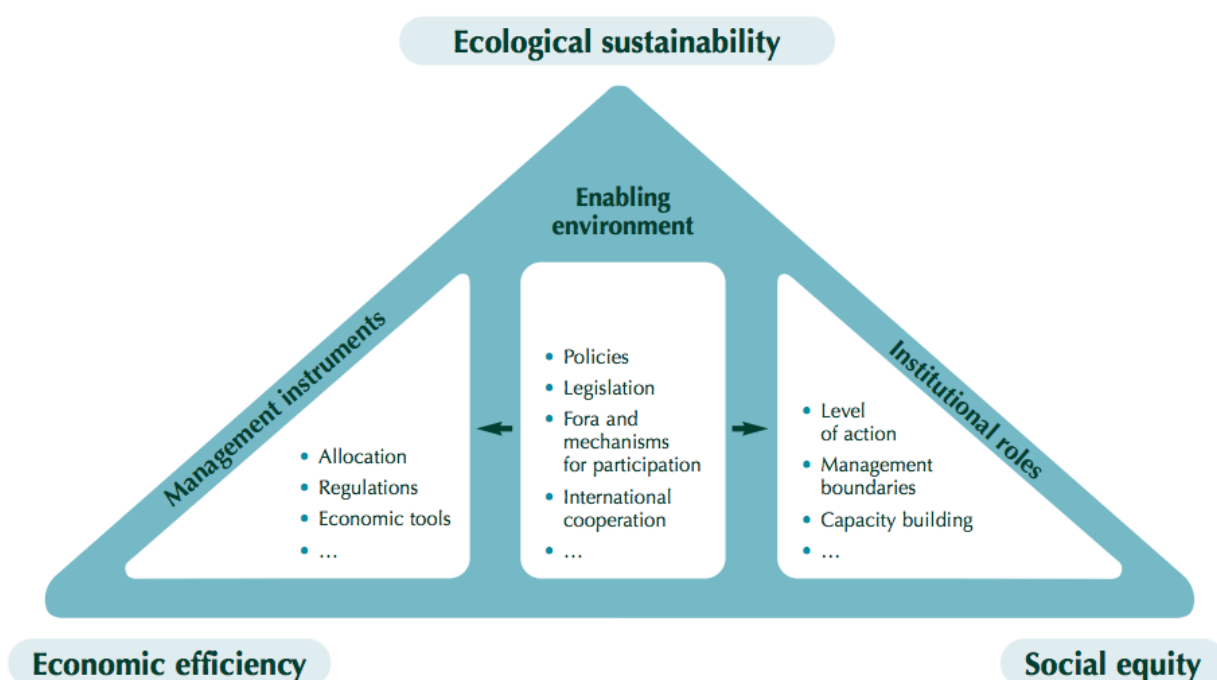 Ecological sustainability
Enabling
environment
Management instruments
• Allocation
• Regulations
• Economic tools
• ...
• Policies
• Legislation
• Fora and
mechanisms
for participation
• International
cooperation
• ...
Institutional roles
• Level
of action
• Management
boundaries
• Capacity building
• ...
Economic efficiency
Social equity